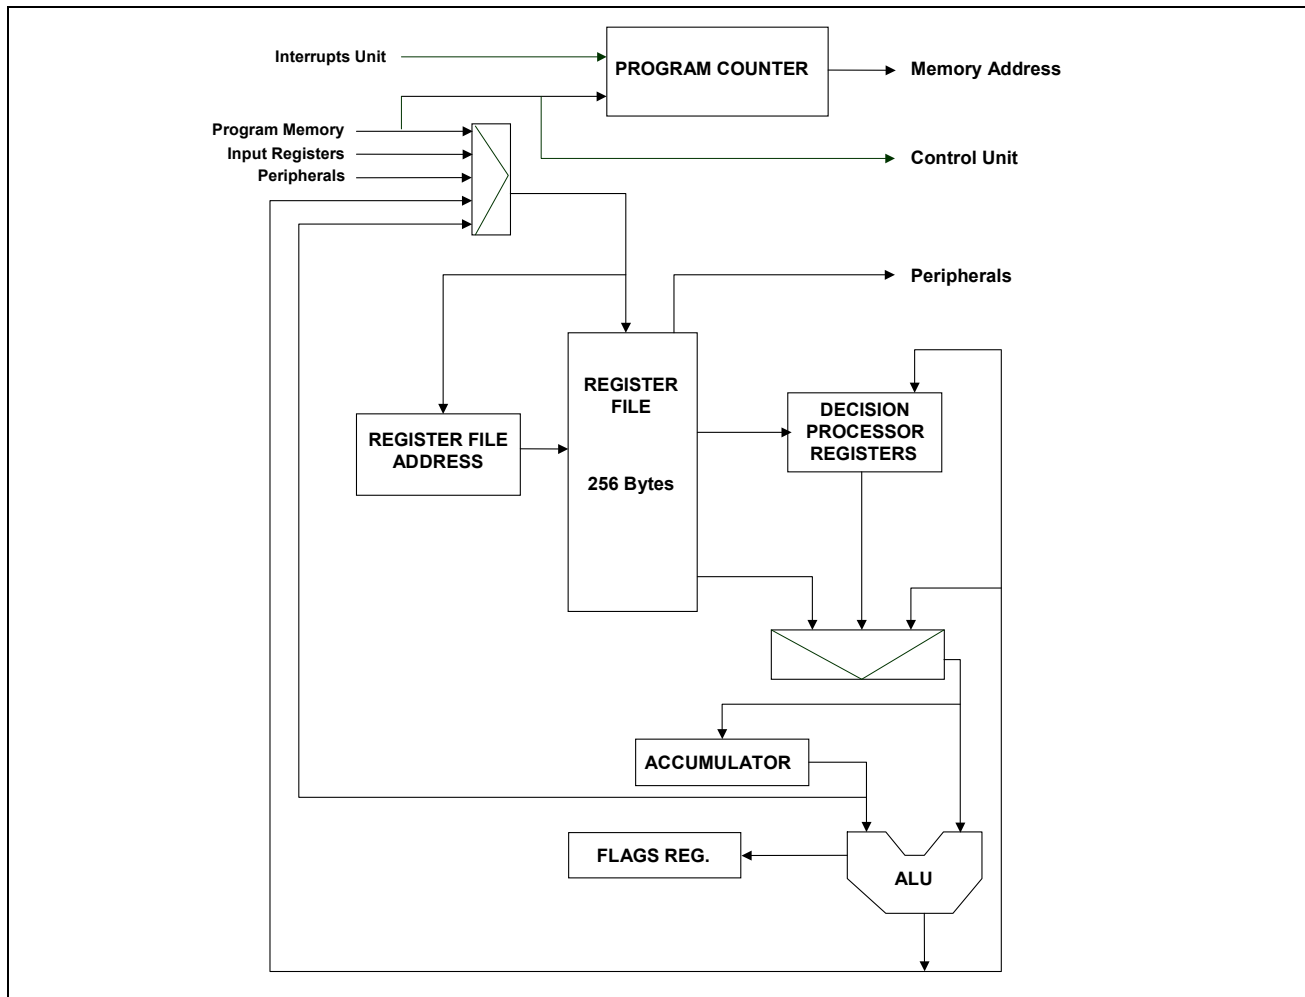 Interrupts Unit
PROGRAM COUNTER
Memory Address
Program Memory
Input Registers
Peripherals
Control Unit
Peripherals
REGISTER
FILE
256 Bytes
REGISTER FILE
ADDRESS
DECISION
PROCESSOR
REGISTERS
ACCUMULATOR
FLAGS REG.
ALU